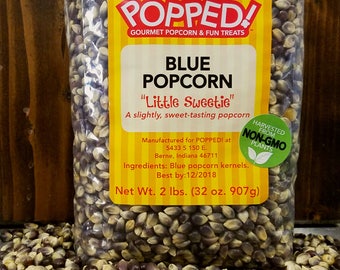 POPPED!
GOURMET POPCORN & FUN TREATS
BLUE
POPCORN
"Little Sweetie"
A slightly, sweet-tasting popcorn
Manufactured for POPPED! at
5433 S 150 E.
Berne, Indiana 46711
Ingredients: Blue popcorn kernels.
Best by:12/2018
Net Wt. 2 lbs. (32 oz. 907g)
HARVESTED FROM
NON-GMO
PLANTS